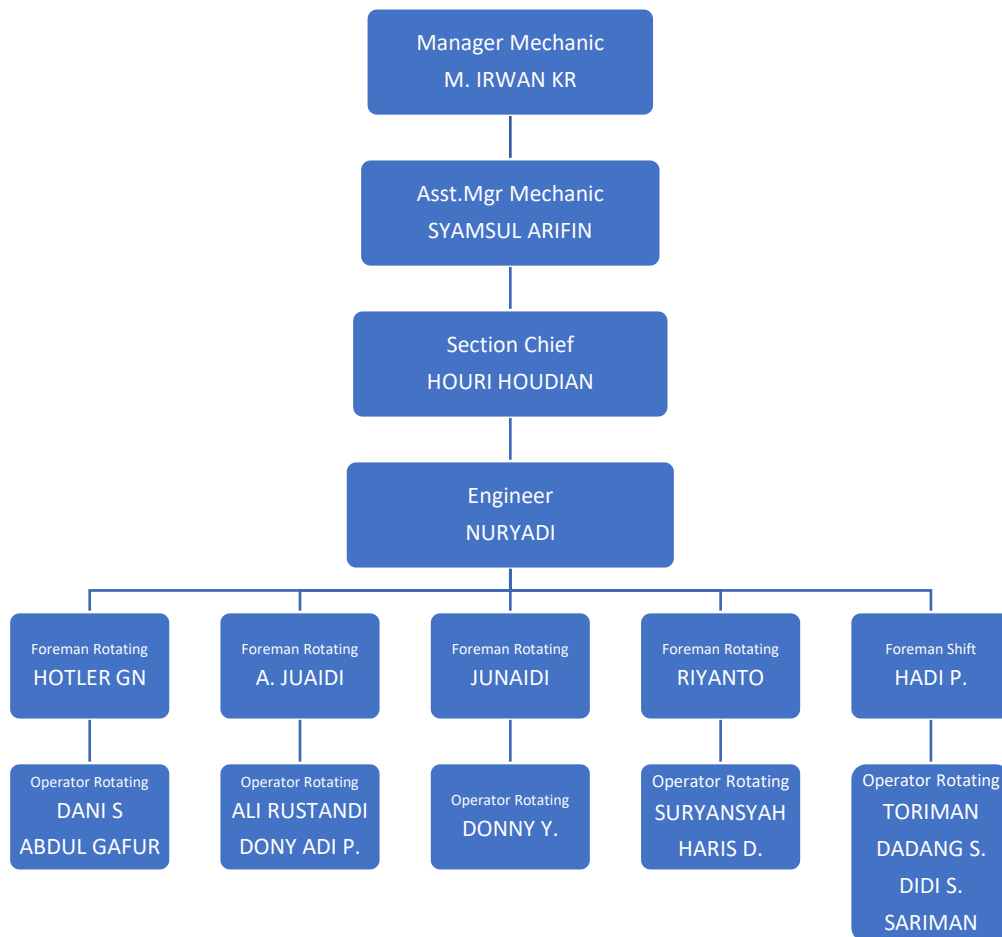 Manager Mechanic
M. IRWAN KR
Asst.Mgr Mechanic
SYAMSUL ARIFIN
Section Chief
HOURI HOUDIAN
Engineer
NURYADI
Foreman Rotating
HOTLER GN
Foreman Rotating
A. JUAIDI
Foreman Rotating
JUNAIDI
Foreman Rotating
RIYANTO
Foreman Shift
HADI P.
Operator Rotating
DANI S
ABDUL GAFUR
Operator Rotating
ALI RUSTANDI
DONY ADI P.
Operator Rotating
DONNY Y.
Operator Rotating
SURYANSYAH
HARIS D.
Operator Rotating
TORIMAN
DADANG S.
DIDI S.
SARIMAN